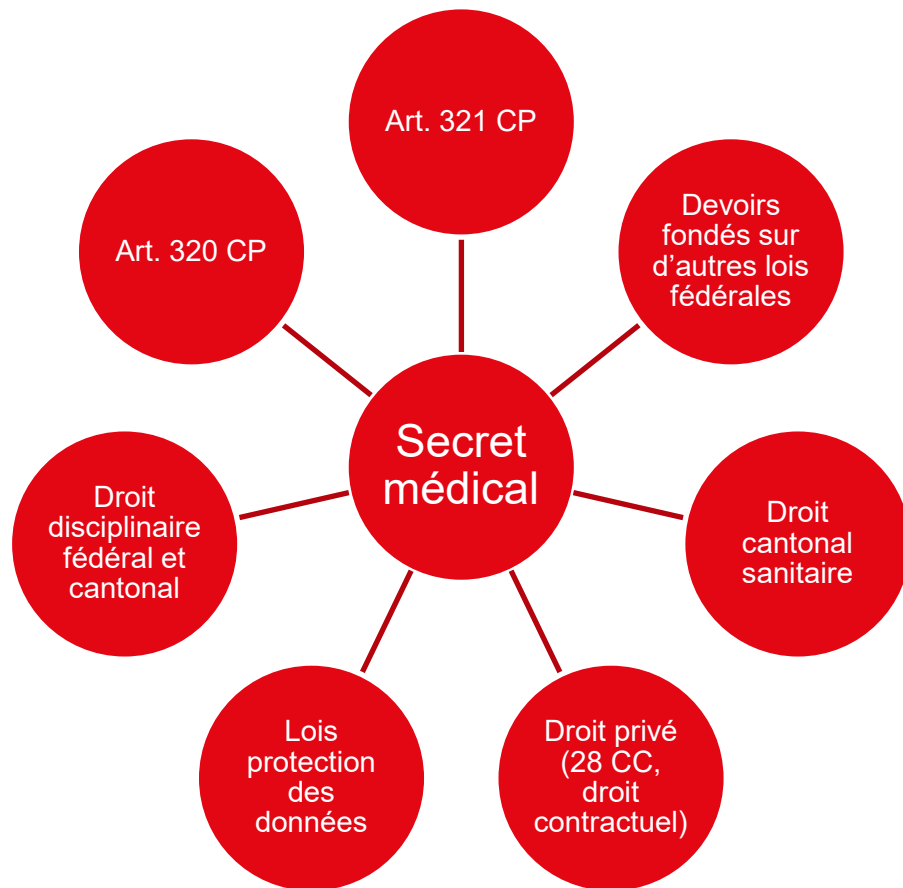 Art. 321 CP
Art. 320 CP
Devoirs
fondés sur
d'autres lois
fédérales
Secret
médical
Droit
disciplinaire
fédéral et
cantonal
Droit
cantonal
sanitaire
Lois
protection
des
données
Droit privé
(28 CC,
droit
contractuel)